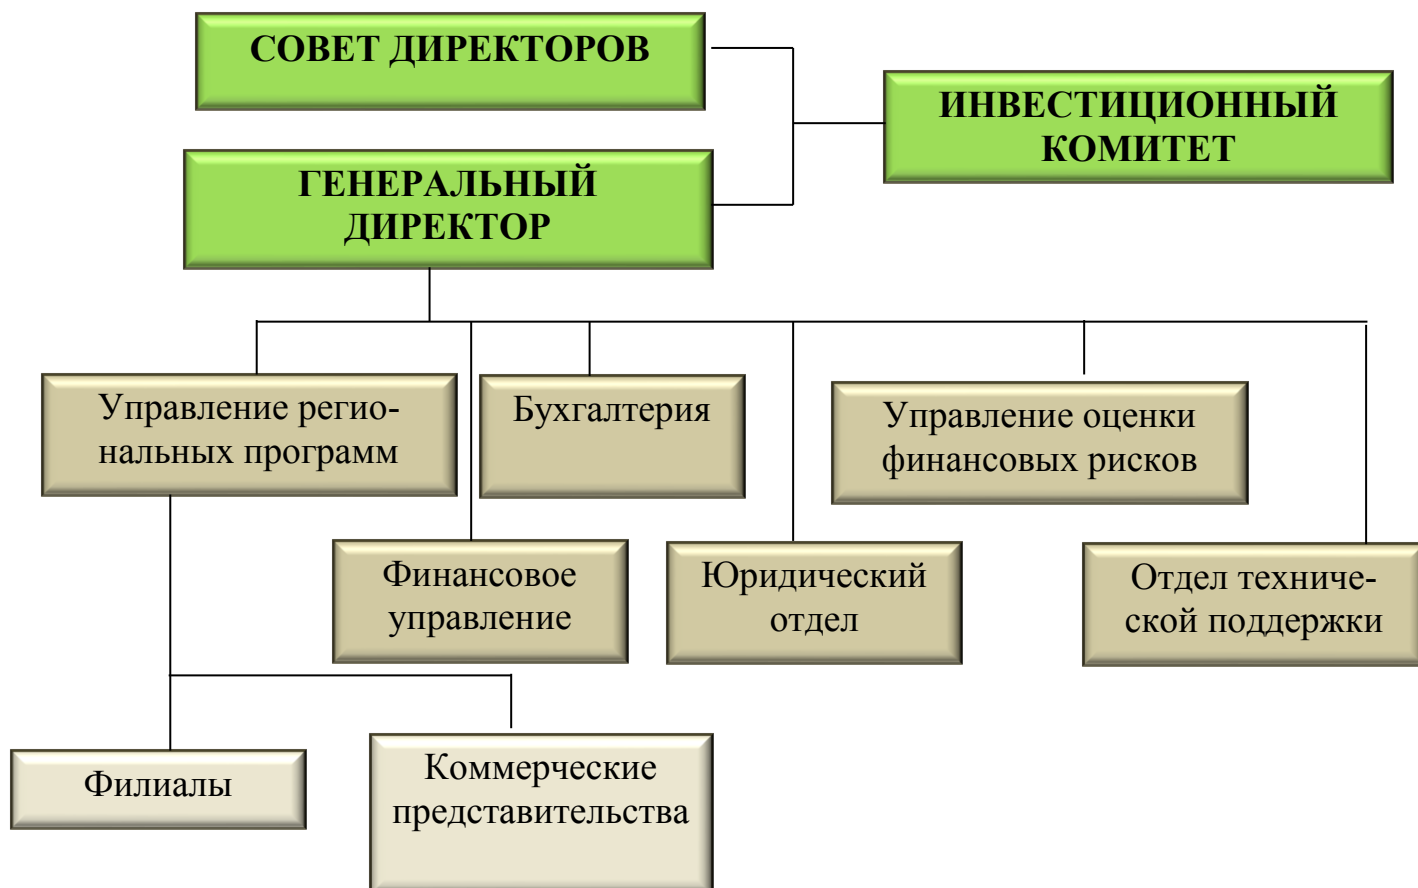 СОВЕТ ДИРЕКТОРОВ
ИНВЕСТИЦИОННЫЙ
КОМИТЕТ
ГЕНЕРАЛЬНЫЙ
ДИРЕКТОР
Управление регио-
нальных программ
Бухгалтерия
Управление оценки
финансовых рисков
Финансовое
управление
Юридический
отдел
Отдел техниче-
ской поддержки
Филиалы
Коммерческие
представительства